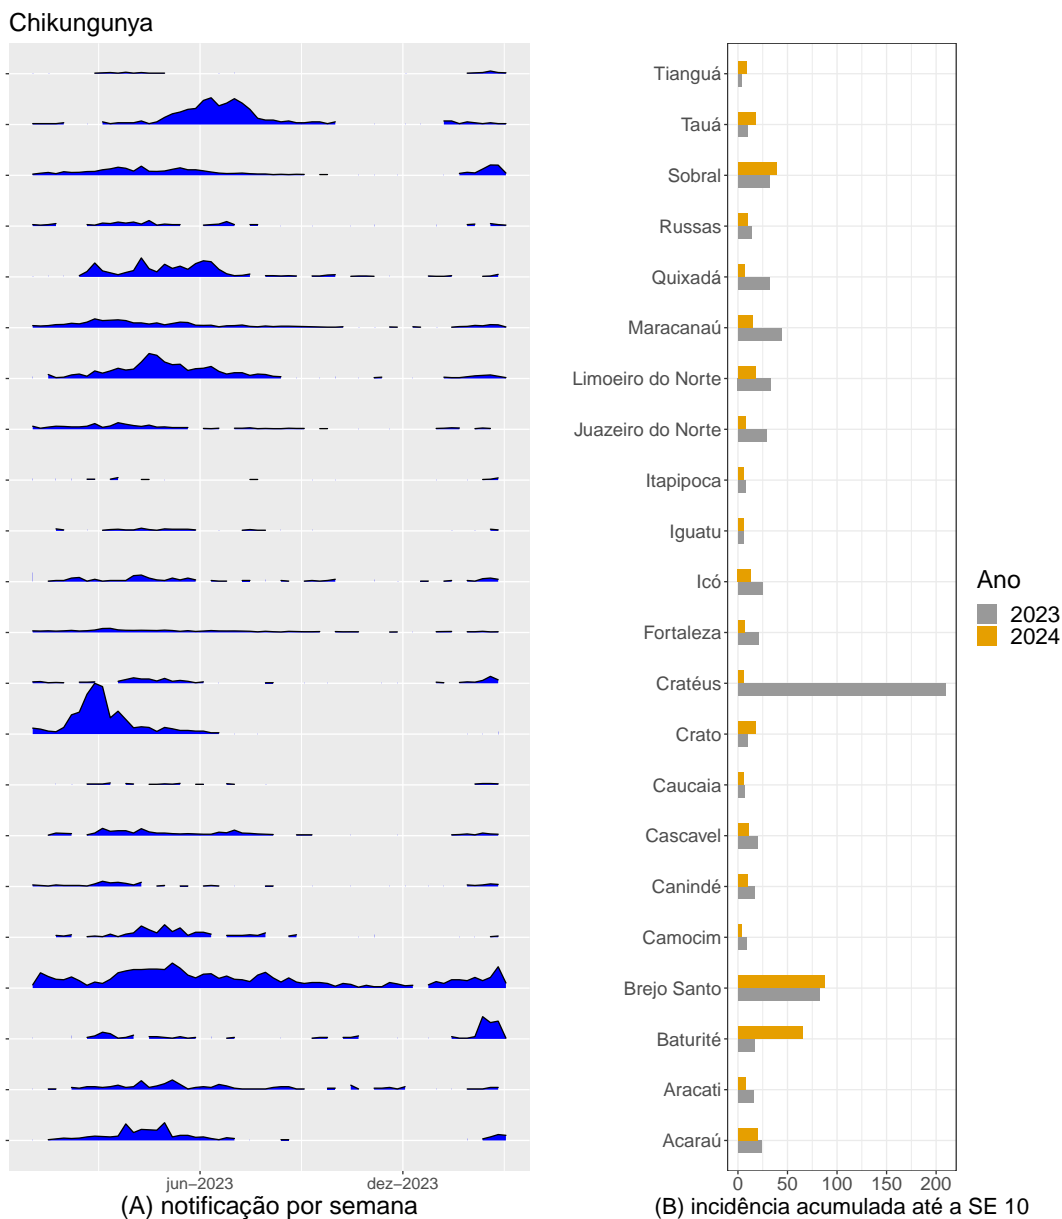 Chikungunya
Tianguá
Tauá
Sobral
Russas
Quixadá
Maracanaú
Limoeiro do Norte
Juazeiro do Norte
Itapipoca
Iguatu
Icó
Fortaleza
Cratéus
Crato
Caucaia
Cascavel
Canindé
Camocim
Brejo Santo
Baturité
Aracati
Acaraú
Ano
2023
2024
jun−2023 dez−2023
0 50 100 150 200
(A) notificação por semana
(B) incidência acumulada até a SE 10